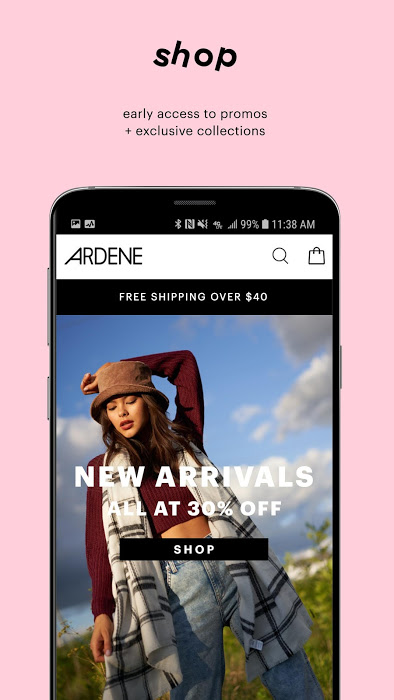 shop
early access to promos
+ exclusive collections
99% 11:38 AM
ARDENE
FREE SHIPPING OVER $40
NEW ARRIVALS
ALL AT 30% OFF
SHOP